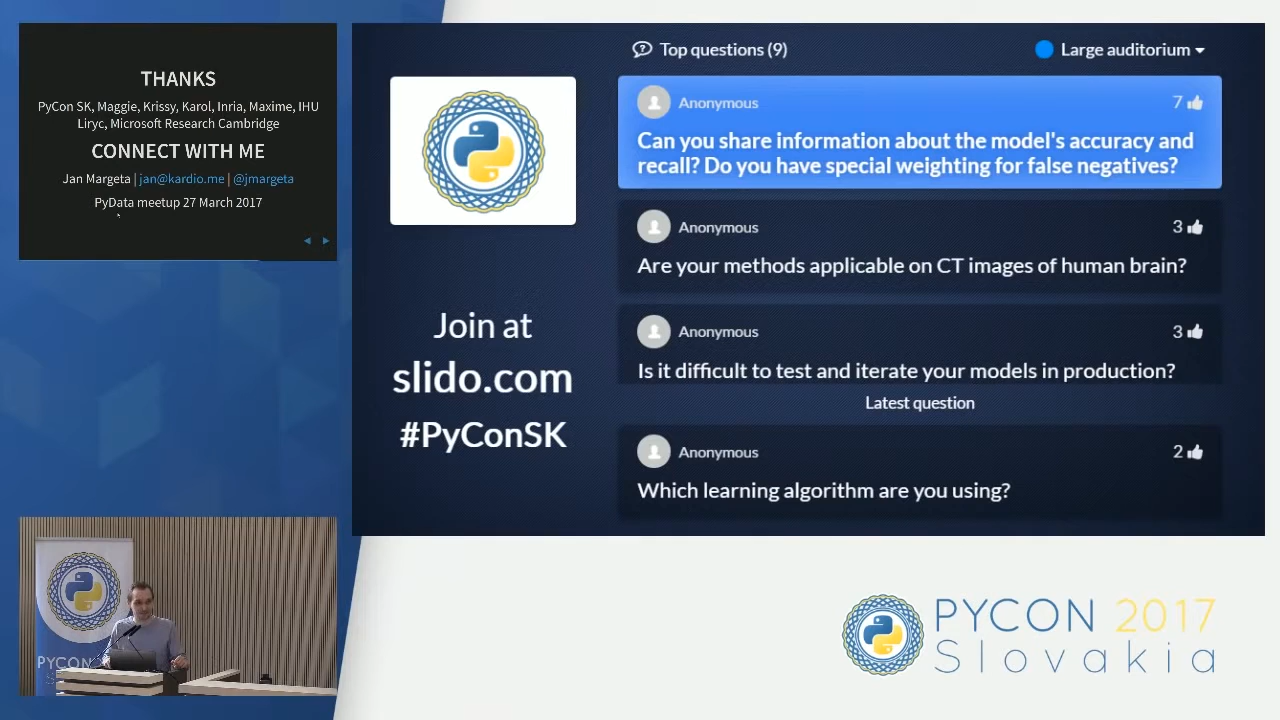 THANKS
PyCon SK, Maggie, Krissy, Karol, Inria, Maxime, IHU
Liryc, Microsoft Research Cambridge
CONNECT WITH ME
Jan Margeta | jan@kardio.me | @jmargeta
PyData meetup 27 March 2017
Join at
slido.com
#PyConSK
Top questions (9)
Large auditorium
Anonymous
7
Can you share information about the model's accuracy and
recall? Do you have special weighting for false negatives?
Anonymous
3
Are your methods applicable on CT images of human brain?
Anonymous
3
Is it difficult to test and iterate your models in production?
Latest question
Anonymous
2
Which learning algorithm are you using?
PYCON 2017
Slovakia